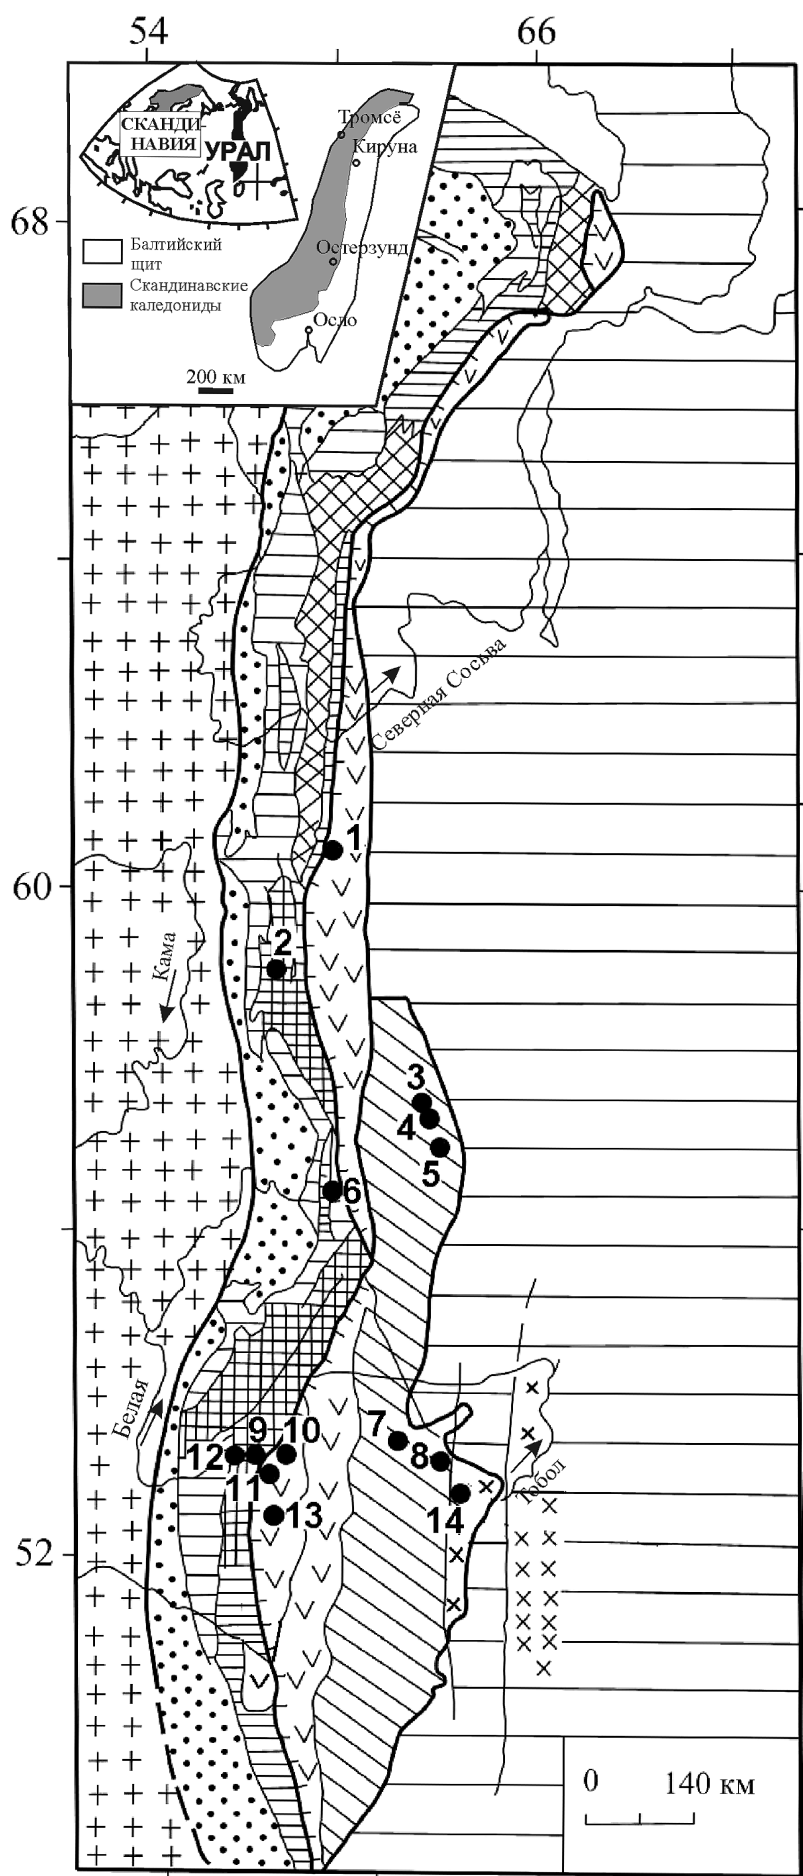 54 66
СКАНДИ-
НАВИЯ
УРАЛ
Тромсё
Кируна
68
Остерзунд
Балтийский
щит
Скандинавские
каледониды
Осло
200 км
Северная Сосьва
1
60
2
Кама
3
4
5
6
Белая
7
8
9 10
12
11
13
14
Тобол
52
0 140 км